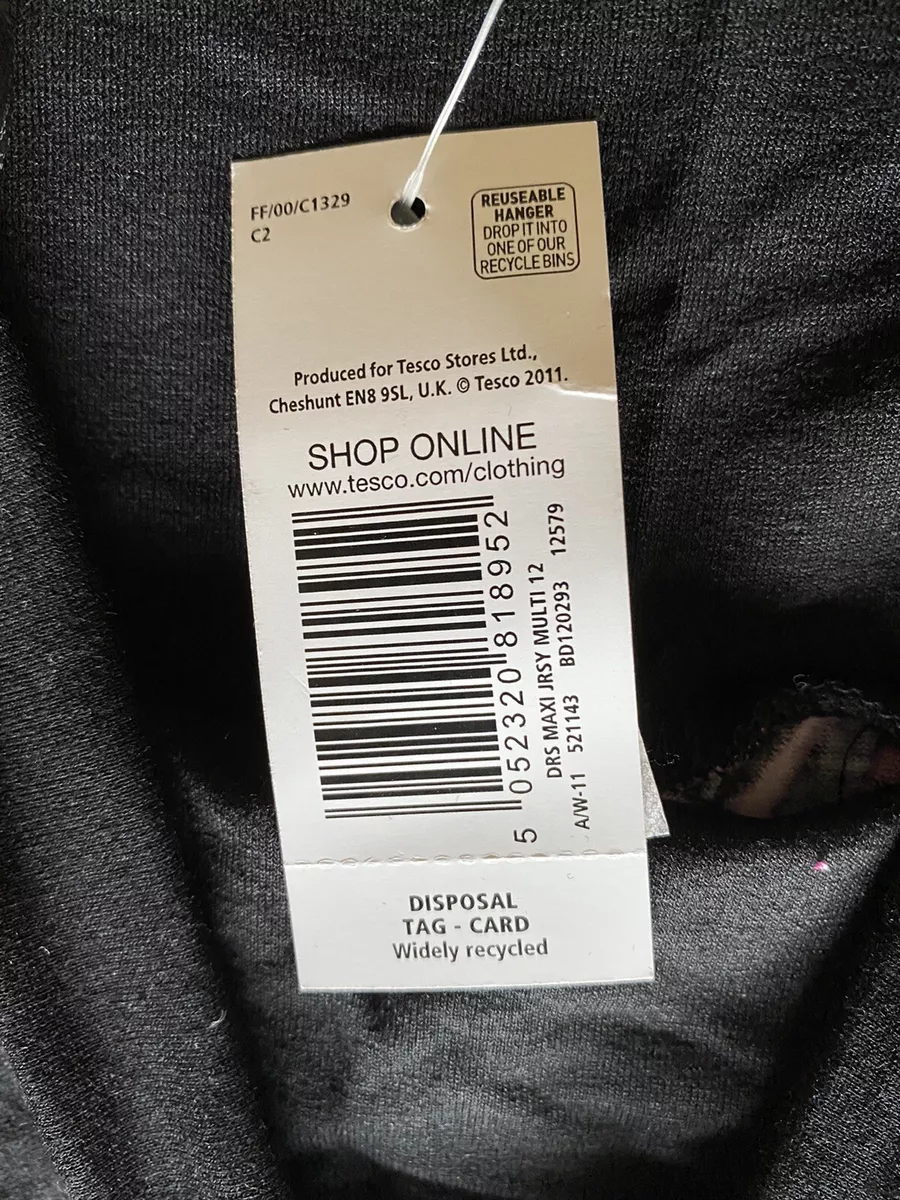 FF/00/C1329
C2
REUSEABLE
HANGER
DROP IT INTO
ONE OF OUR
RECYCLE BINS
Produced for Tesco Stores Ltd.,
Cheshunt EN8 9SL, U.K. © Tesco 2011.
SHOP ONLINE
www.tesco.com/clothing
5 052320 818952
DRS MAXI JRSY MULTI 12
A/W-11 521143 BD120293 12579
DISPOSAL
TAG - CARD
Widely recycled